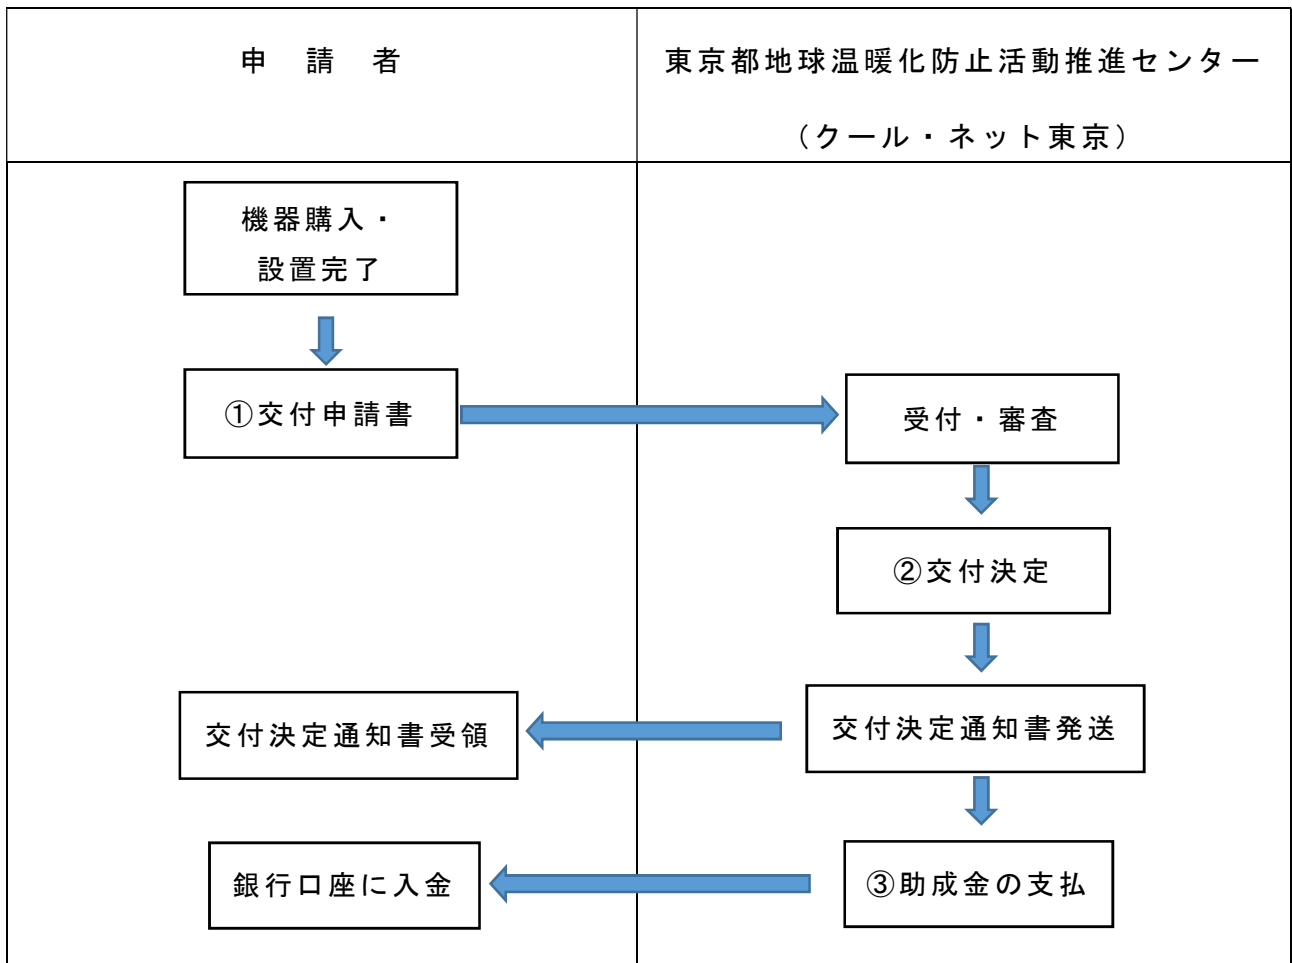 申 請 者
東京都地球温暖化防止活動推進センター
(クール・ネット東京)
機器購入・
設置完了
①交付申請書
受付・審査
②交付決定
交付決定通知書受領
交付決定通知書発送
銀行口座に入金
③助成金の支払